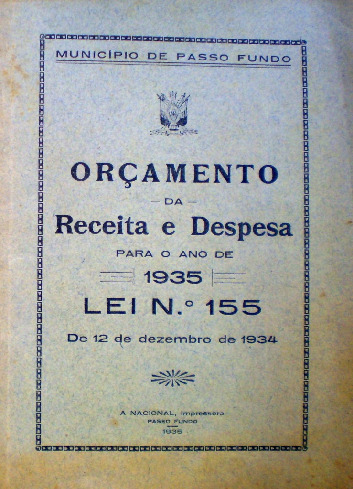 MUNICÍPIO DE PASSO FUNDO
ORÇAMENTO
— DA —
Receita e Despesa
PARA O ANO DE
1935
LEI N.º 155
De 12 de dezembro de 1934
A NACIONAL, Impressora
PASSO FUNDO
1935